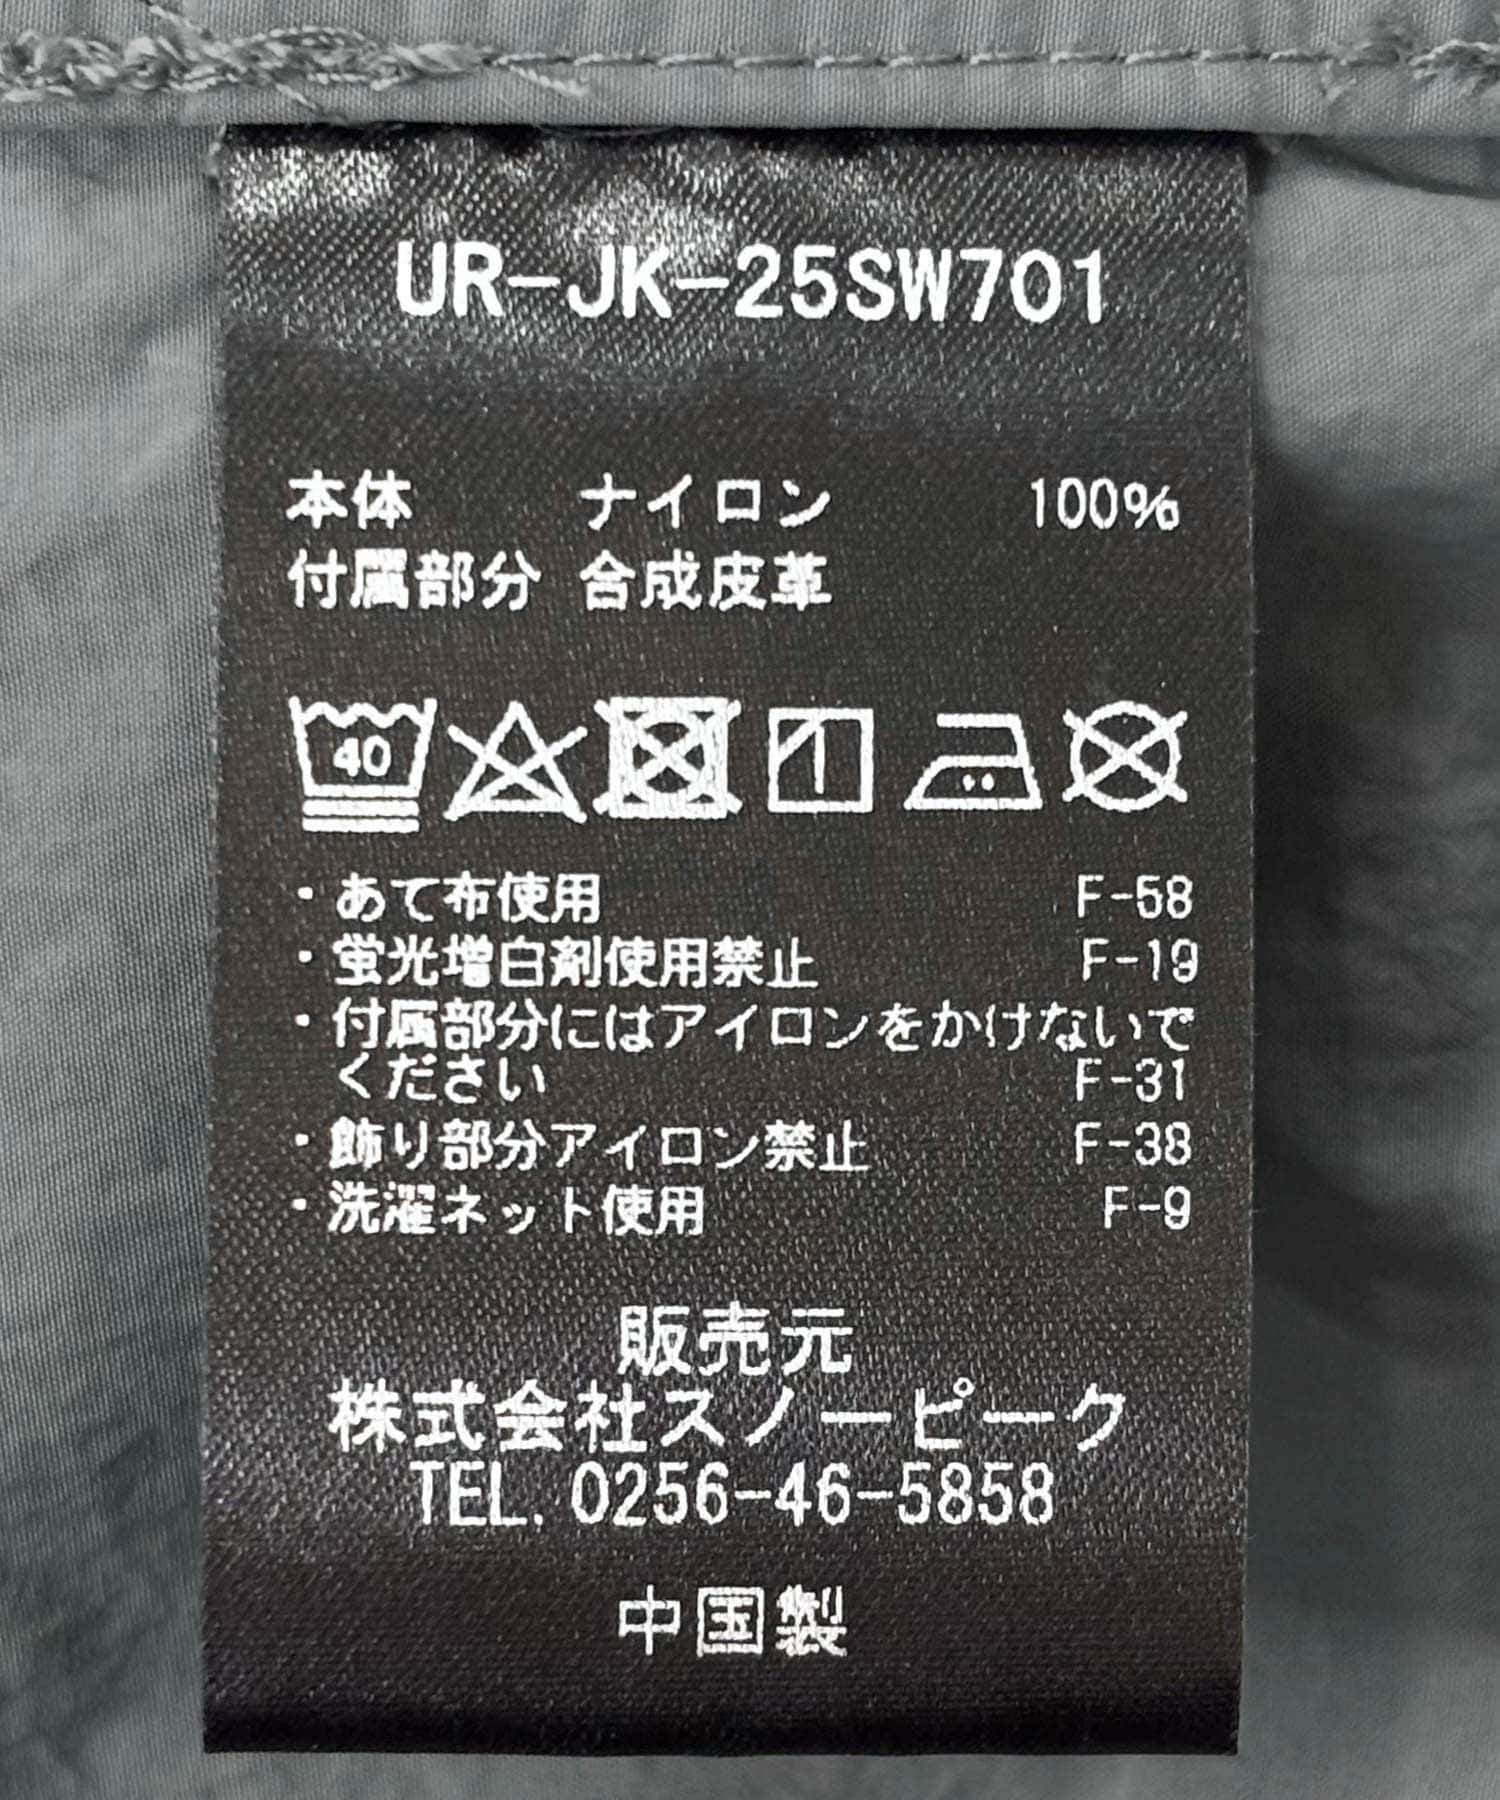 UR-JK-25SW701
本体 ナイロン 100%
付属部分 合成皮革
40
・あて布使用 F-58
・蛍光増白剤使用禁止 F-19
・付属部分にはアイロンをかけないで
ください F-31
・飾り部分アイロン禁止 F-38
・洗濯ネット使用 F-9
販売元
株式会社スノーピーク
TEL. 0256-46-5858
中国製